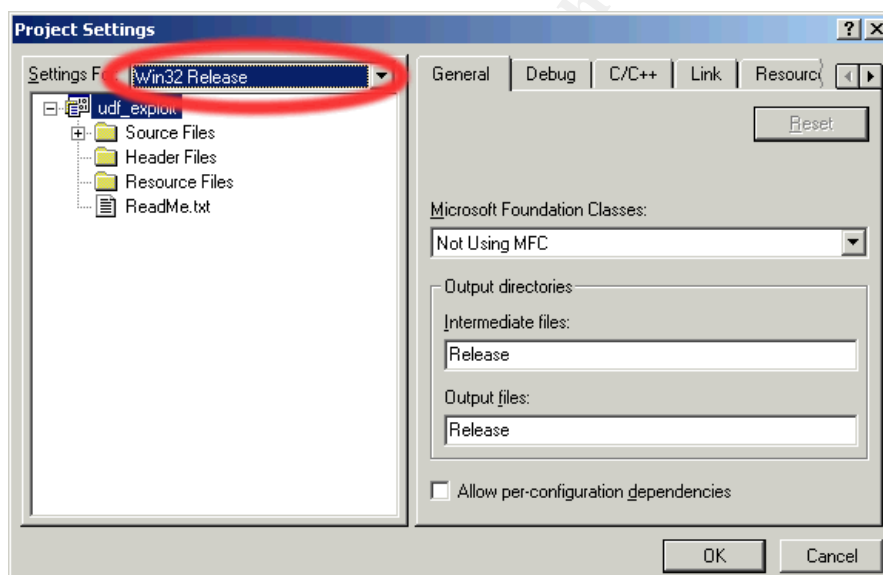 Project Settings
Settings Fo
Win32 Release
udf_exploit
Source Files
Header Files
Resource Files
ReadMe.txt
General
Debug
C/C++
Link
Resourc
Reset
Microsoft Foundation Classes:
Not Using MFC
Output directories
Intermediate files:
Release
Output files:
Release
Allow per-configuration dependencies
OK
Cancel